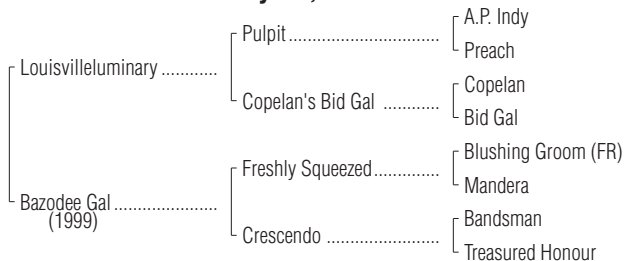 A.P. Indy
Pulpit
Preach
Louisvilleluminary
Copelan
Copelan's Bid Gal
Bid Gal
Blushing Groom (FR)
Freshly Squeezed
Mandera
Bazodee Gal
(1999)
Bandsman
Crescendo
Treasured Honour